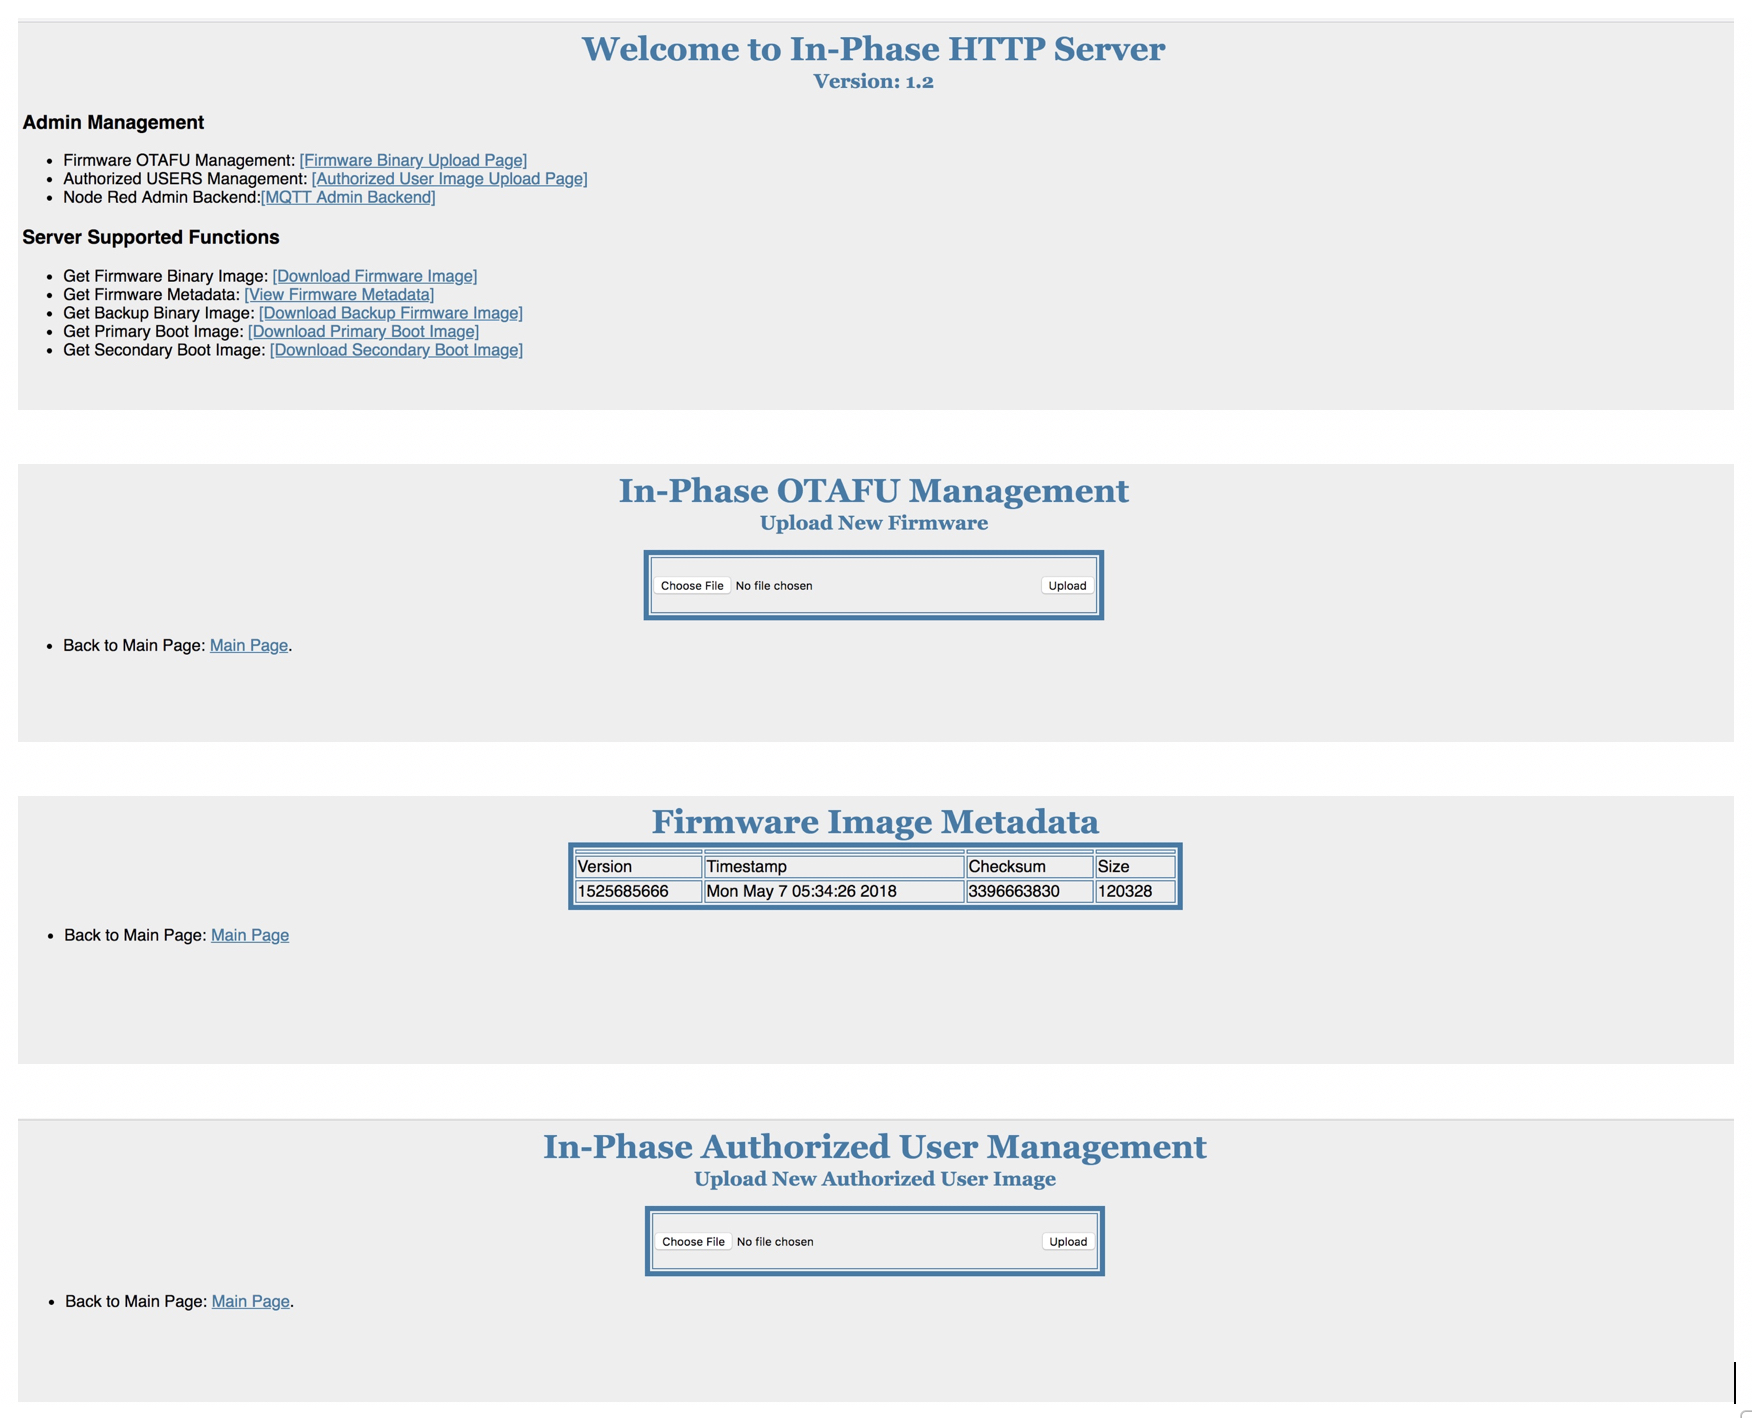 Welcome to In-Phase HTTP Server
Version: 1.2
Admin Management
Firmware OTAFU Management: [Firmware Binary Upload Page]
Authorized USERS Management: [Authorized User Image Upload Page]
Node Red Admin Backend:[MQTT Admin Backend]
Server Supported Functions
Get Firmware Binary Image: [Download Firmware Image]
Get Firmware Metadata: [View Firmware Metadata]
Get Backup Binary Image: [Download Backup Firmware Image]
Get Primary Boot Image: [Download Primary Boot Image]
Get Secondary Boot Image: [Download Secondary Boot Image]
In-Phase OTAFU Management
Upload New Firmware
Choose File No file chosen Upload
Back to Main Page: Main Page.
Firmware Image Metadata
Version Timestamp Checksum Size
1525685666 Mon May 7 05:34:26 2018 3396663830 120328
Back to Main Page: Main Page
In-Phase Authorized User Management
Upload New Authorized User Image
Choose File No file chosen Upload
Back to Main Page: Main Page.